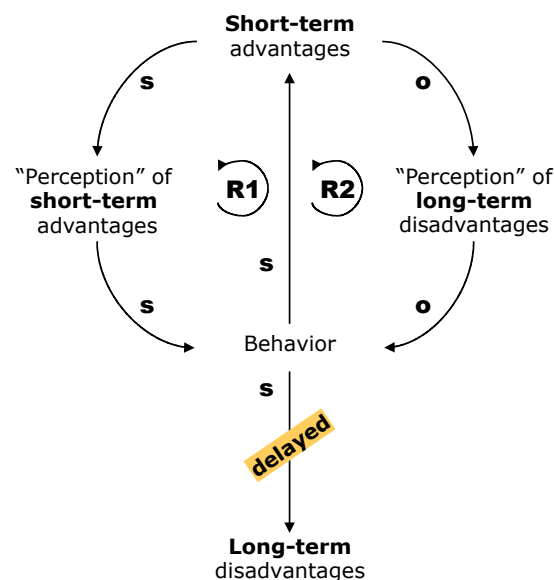 Short-term
advantages
s
o
“Perception” of
short-term
advantages
R1
R2
“Perception” of
long-term
disadvantages
s
s
o
Behavior
s
delayed
Long-term
disadvantages